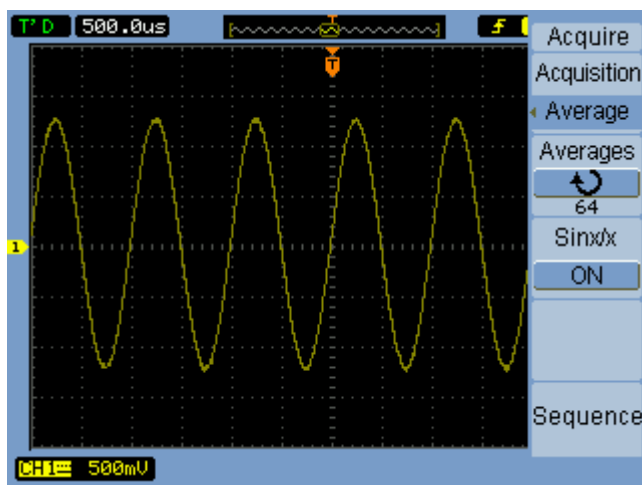 T'D 500.0us T
Acquire
T
Acquisition
Average
Averages
64
1
Sinx/x
ON
Sequence
CH1 500mV